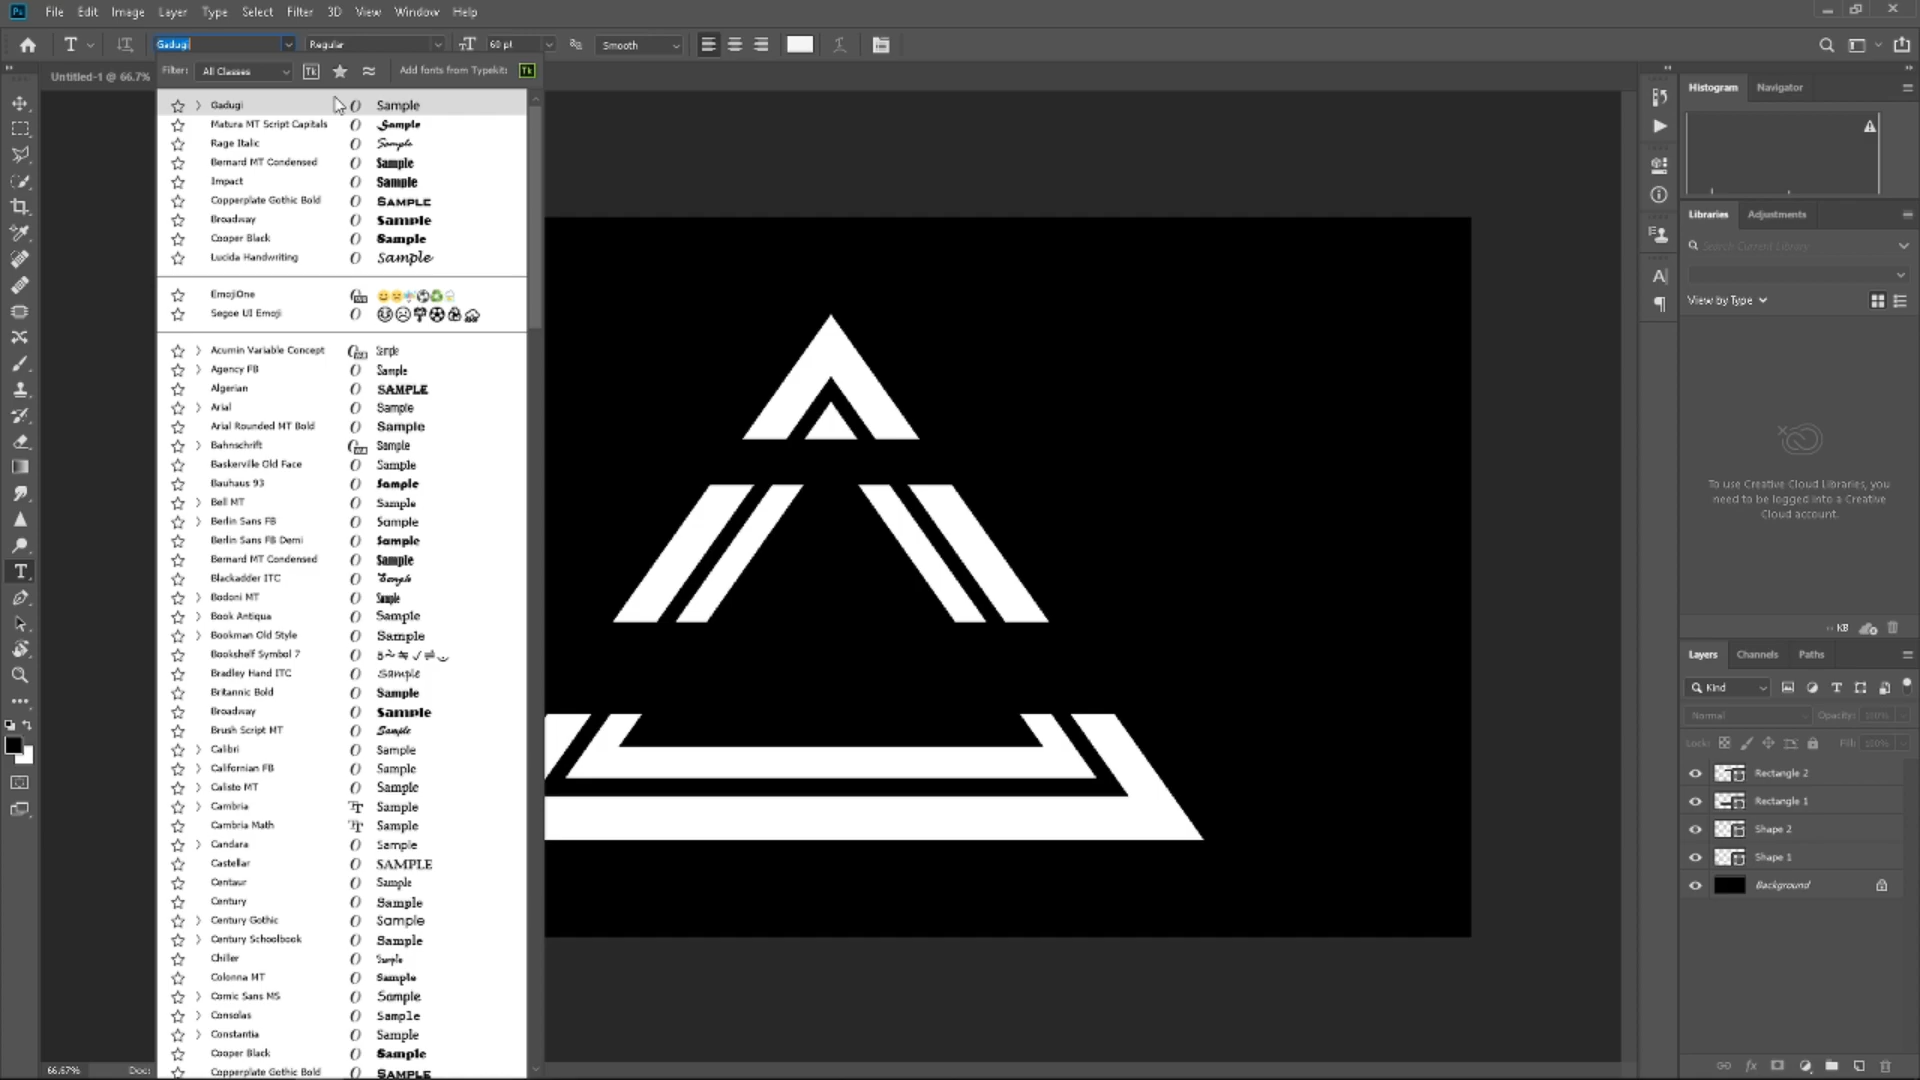 Ps File Edit Image Layer Type Select Filter 3D View Window Help
T Gadugi Regular 60 pt Smooth
Untitled-1 @ 66.7% Filter: All Classes Tk Add fonts from Typekit: Tk
Gadugi Sample
Matura MT Script Capitals Sample
Rage Italic Sample
Bernard MT Condensed Sample
Impact Sample
Copperplate Gothic Bold SAMPLE
Broadway Sample
Cooper Black Sample
Lucida Handwriting Sample
EmojiOne
Segoe UI Emoji
Acumin Variable Concept Sample
Agency FB Sample
Algerian SAMPLE
Arial Sample
Arial Rounded MT Bold Sample
Bahnschrift Sample
Baskerville Old Face Sample
Bauhaus 93 Sample
Bell MT Sample
Berlin Sans FB Sample
Berlin Sans FB Demi Sample
Bernard MT Condensed Sample
Blackadder ITC Sample
Bodoni MT Sample
Book Antiqua Sample
Bookman Old Style Sample
Bookshelf Symbol 7
Bradley Hand ITC Sample
Britannic Bold Sample
Broadway Sample
Brush Script MT Sample
Calibri Sample
Californian FB Sample
Calisto MT Sample
Cambria Sample
Cambria Math Sample
Candara Sample
Castellar SAMPLE
Centaur Sample
Century Sample
Century Gothic Sample
Century Schoolbook Sample
Chiller Sample
Colonna MT Sample
Comic Sans MS Sample
Consolas Sample
Constantia Sample
Cooper Black Sample
Copperplate Gothic Bold SAMPLE
66.67% Doc:
Histogram Navigator
Libraries Adjustments
Search Current Library
View by Type
To use Creative Cloud Libraries, you
need to be logged into a Creative
Cloud account.
-- KB
Layers Channels Paths
Kind
Normal Opacity: 100%
Lock: Fill: 100%
Rectangle 2
Rectangle 1
Shape 2
Shape 1
Background